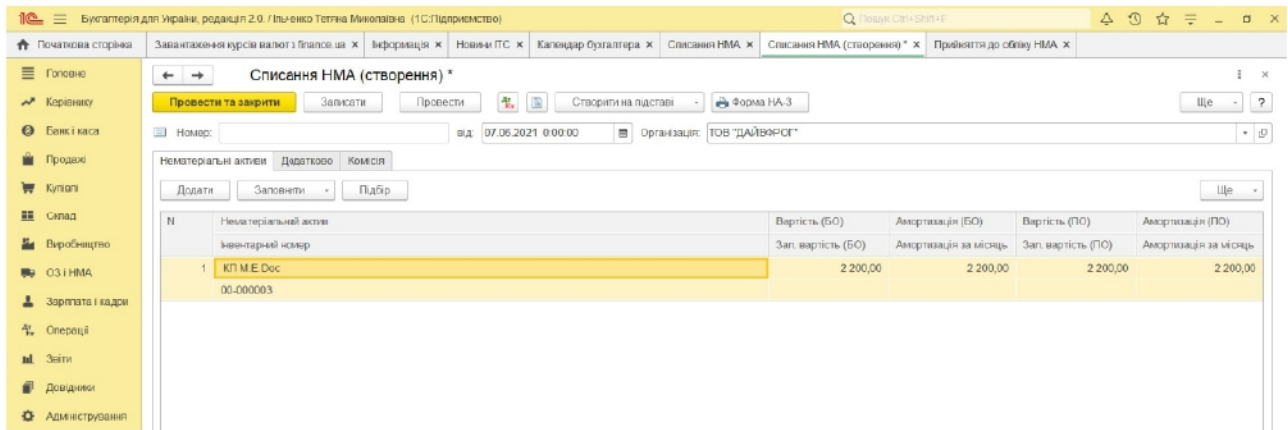 1С Бухгалтерія для України, редакція 2.0. / Ільченко Тетяна Миколаївна (1С:Підприємство) Пошук Ctrl+Shift+F
Початкова сторінка Завантаження курсів валют з finance.ua × Інформація × Новини ІТС × Календар бухгалтера × Списання НМА × Списання НМА (створення) * × Прийняття до обліку НМА ×
Головне
Керівнику
Банк і каса
Продажі
Купівлі
Склад
Виробництво
ОЗ і НМА
Зарплата і кадри
Операції
Звіти
Довідники
Адміністрування
Списання НМА (створення) *
Провести та закрити Записати Провести Створити на підставі Форма НА-3 Ще ?
Номер: від: 07.06.2021 0:00:00 Організація: ТОВ "ДАЙВФРОГ"
Нематеріальні активи Додатково Комісія
Додати Заповнити Підбір Ще
N Нематеріальний актив Вартість (БО) Амортизація (БО) Вартість (ПО) Амортизація (ПО)
Інвентарний номер Зал. вартість (БО) Амортизація за місяць Зал. вартість (ПО) Амортизація за місяць
1 КП M.E.Doc 2 200,00 2 200,00 2 200,00 2 200,00
00-000003